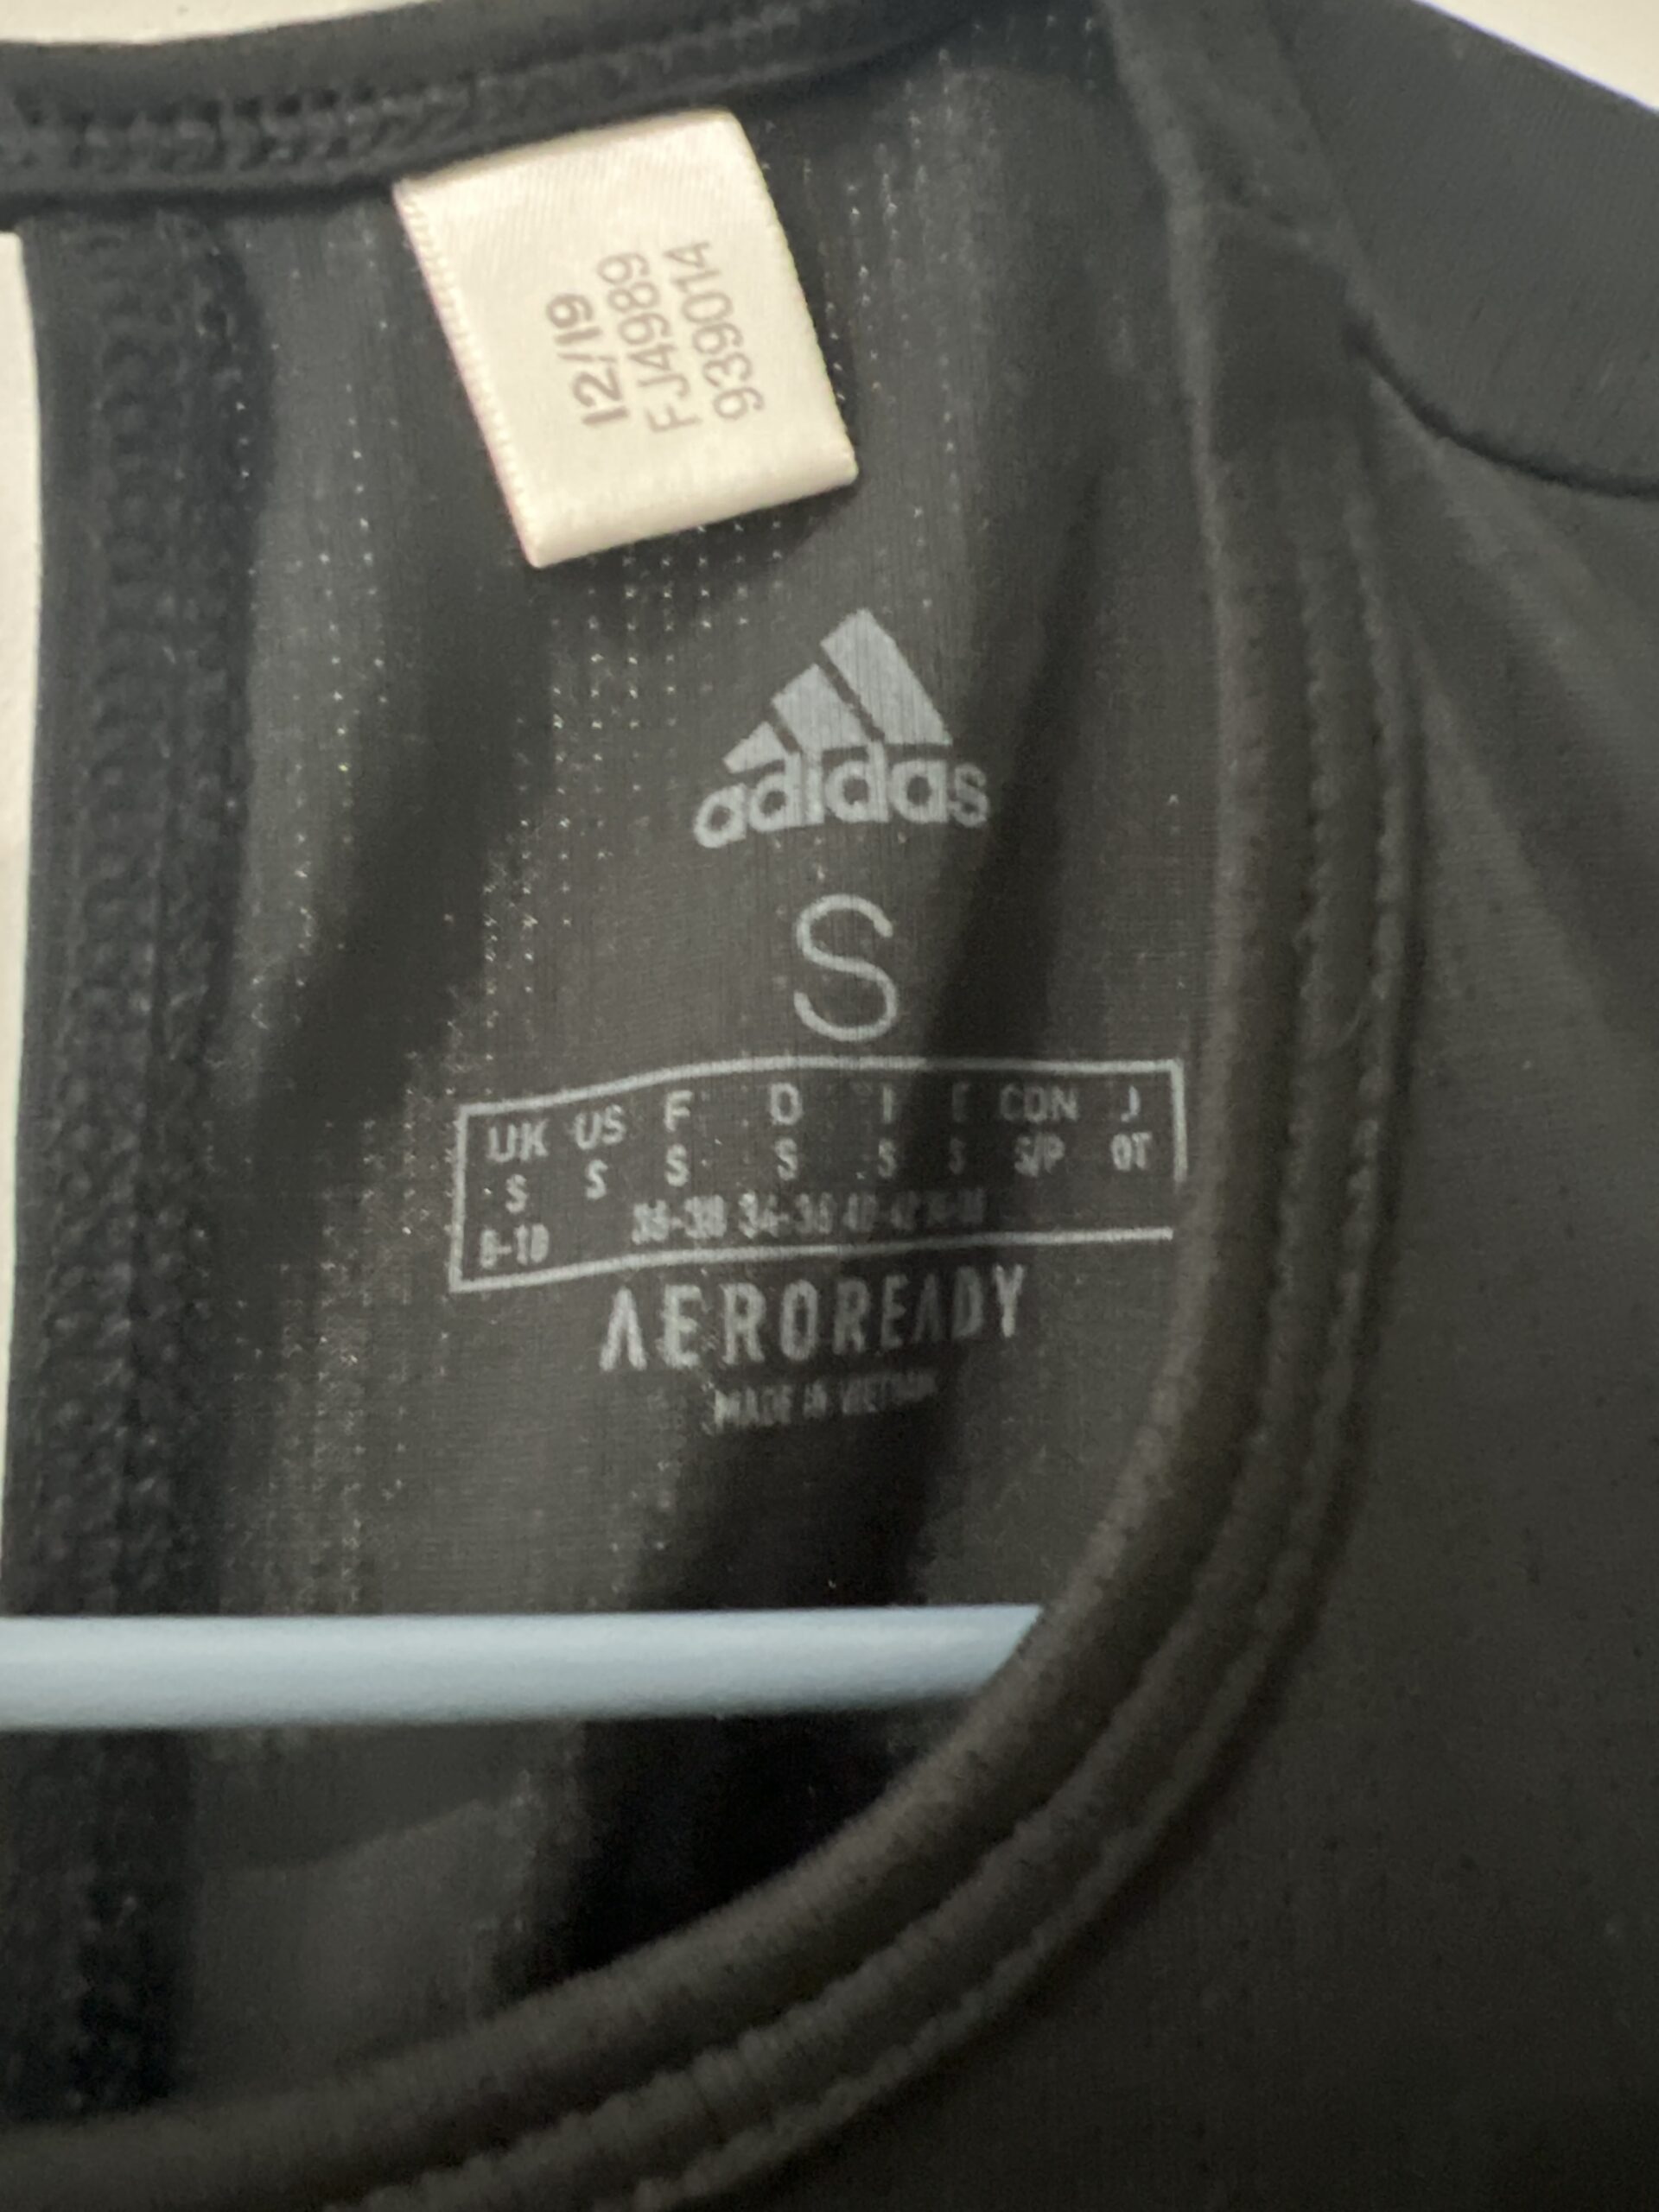 12/19
FJ4989
939014
adidas
S
UK US F D I E CDN J
S S S S S S S/P OT
8-10 36-38 34-36 40-42
AEROREADY
MADE IN VIETNAM